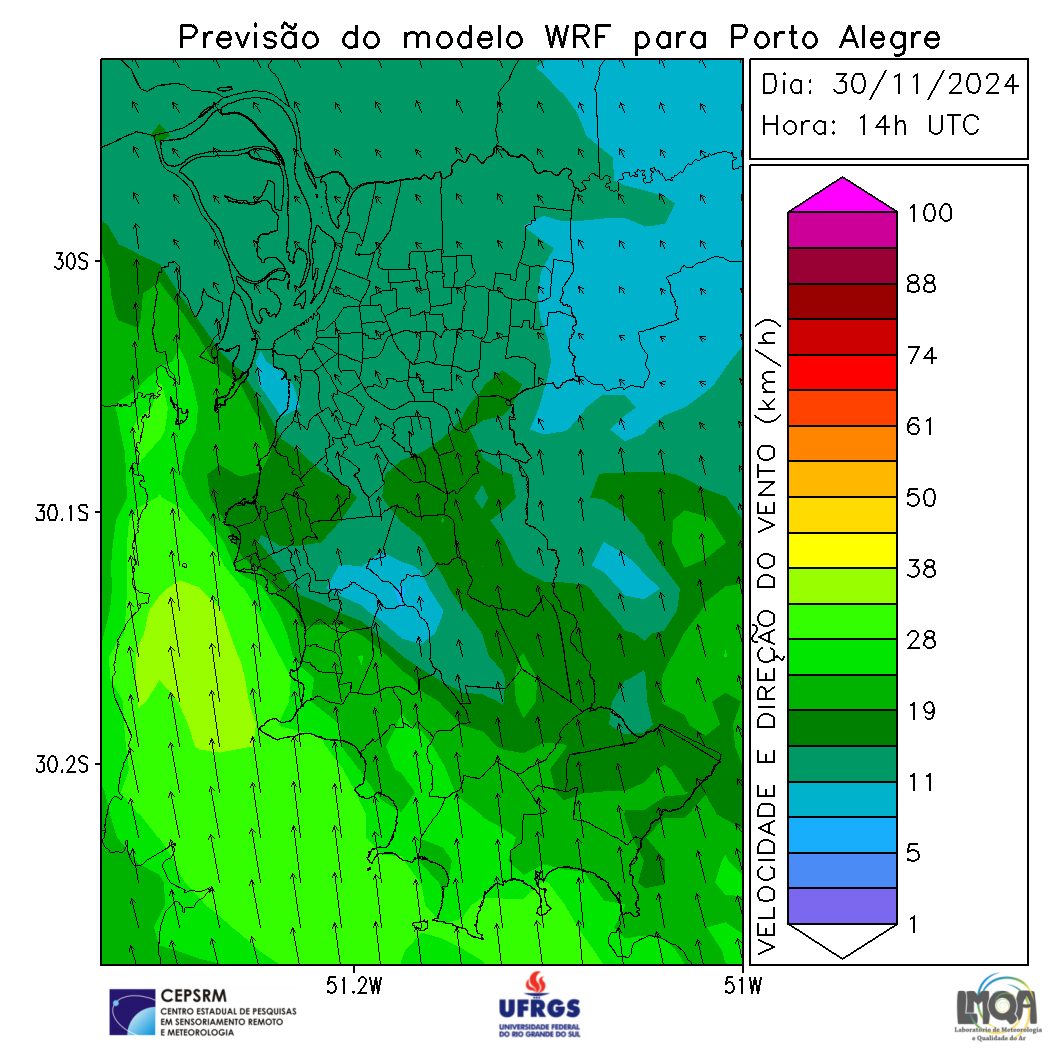 Previsão do modelo WRF para Porto Alegre
Dia: 30/11/2024
Hora: 14h UTC
30S
30.1S
30.2S
51.2W
51W
VELOCIDADE E DIREÇÃO DO VENTO (km/h)
100
88
74
61
50
38
28
19
11
5
1
CEPSRM
CENTRO ESTADUAL DE PESQUISAS
EM SENSORIAMENTO REMOTO
E METEOROLOGIA
UFRGS
UNIVERSIDADE FEDERAL
DO RIO GRANDE DO SUL
LMQA
Laboratório de Meteorologia
e Qualidade do Ar